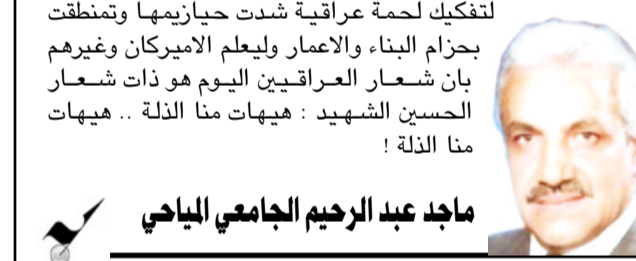 لتفكيك لحمة عراقية شدت حيازيمها وتمنطقت
بحزام البناء والاعمار وليعلم الاميركان وغيرهم
بان شعار العراقيين اليوم هو ذات شعار
الحسين الشهيد : هيهات منا الذلة .. هيهات
منا الذلة !
ماجد عبد الرحيم الجامعي المياحي